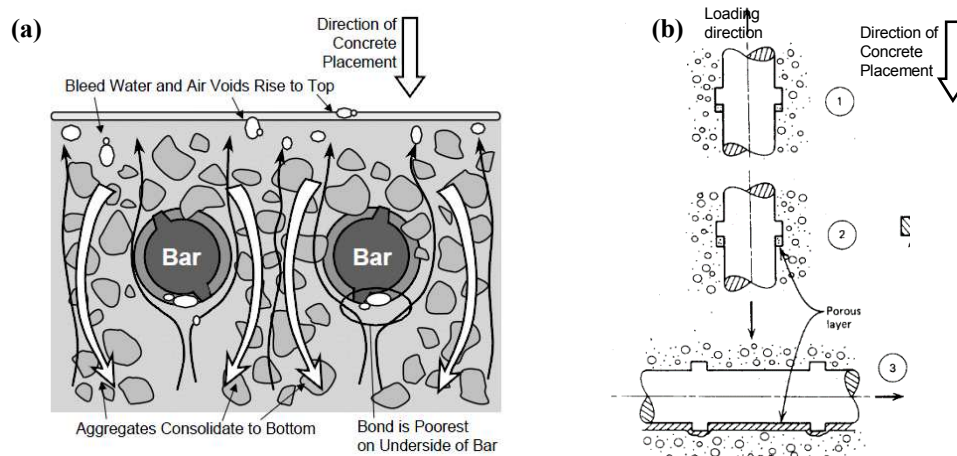 (a)
Direction of
Concrete
Placement
Bleed Water and Air Voids Rise to Top
Bar
Bar
Aggregates Consolidate to Bottom
Bond is Poorest
on Underside of Bar
(b)
Loading
direction
Direction of
Concrete
Placement
1
2
Porous
layer
3